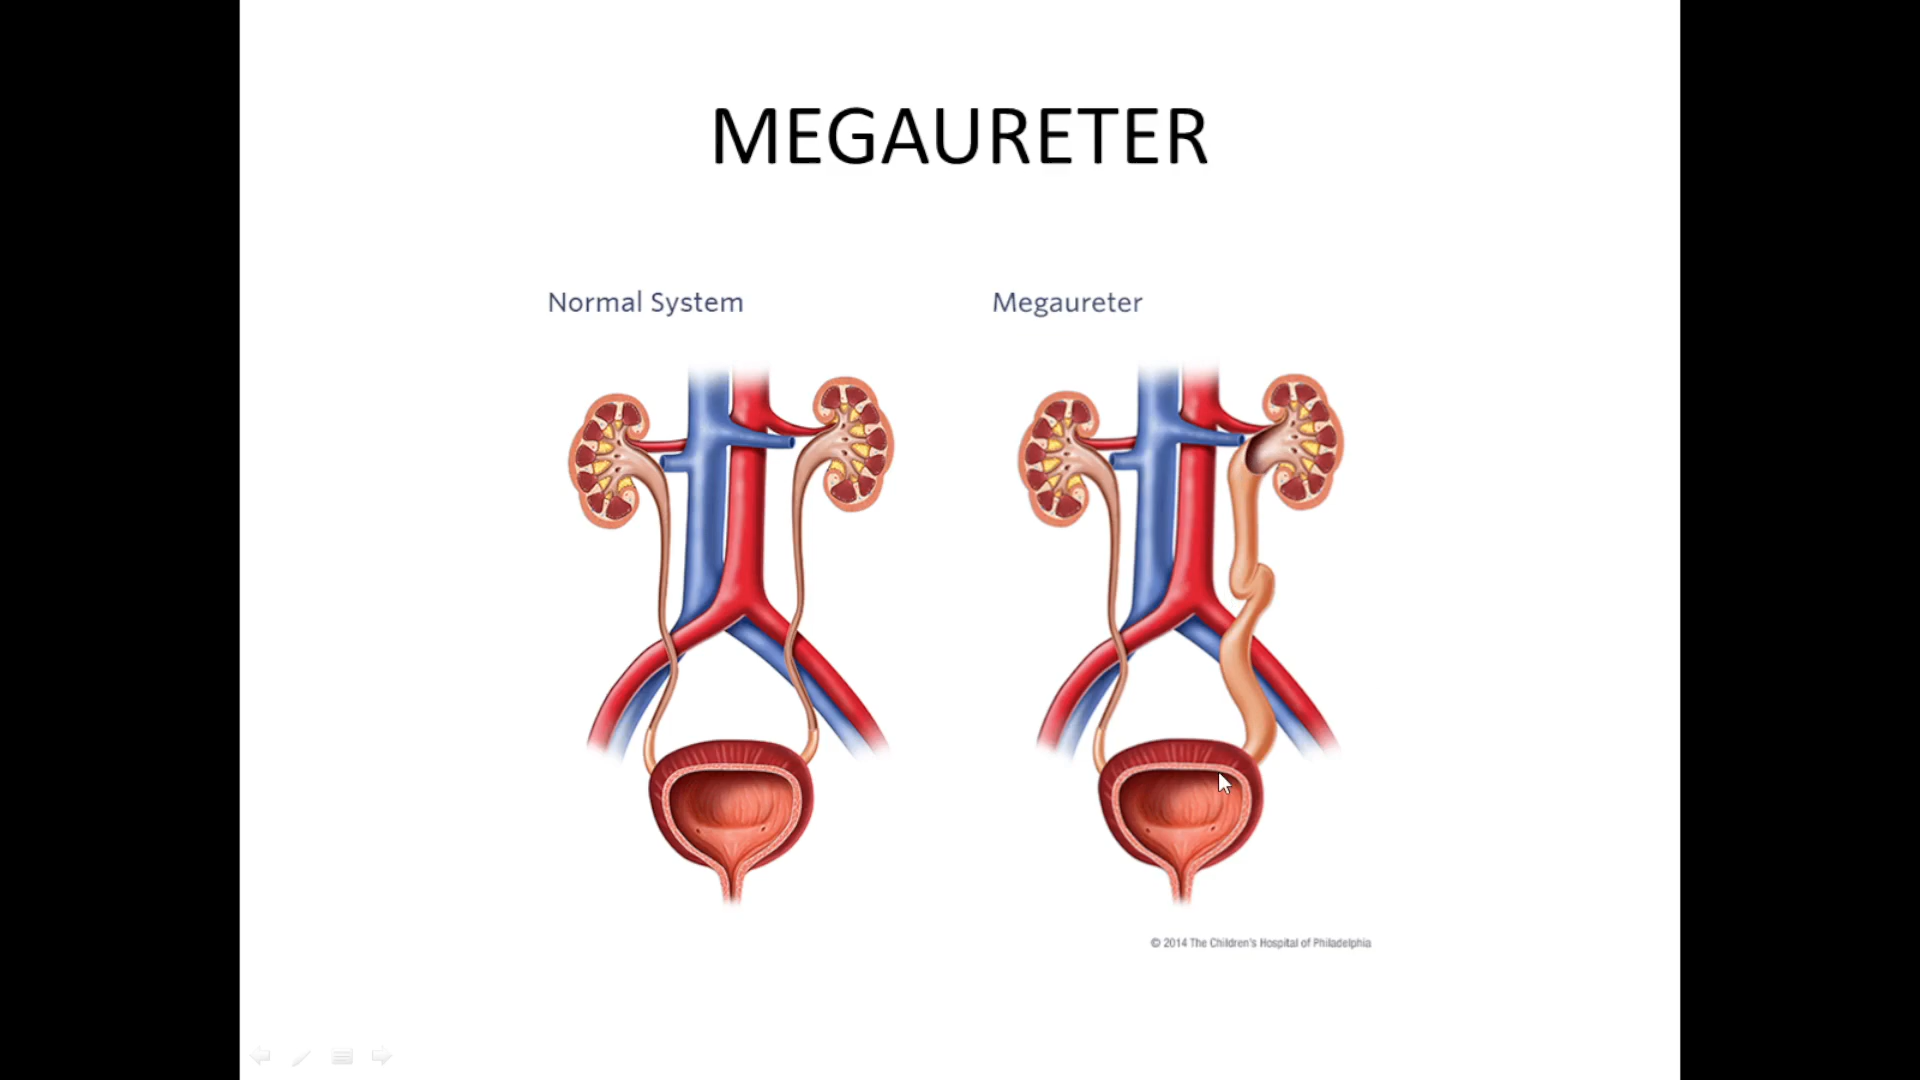 MEGAURETER
Normal System
Megaureter
© 2014 The Children's Hospital of Philadelphia